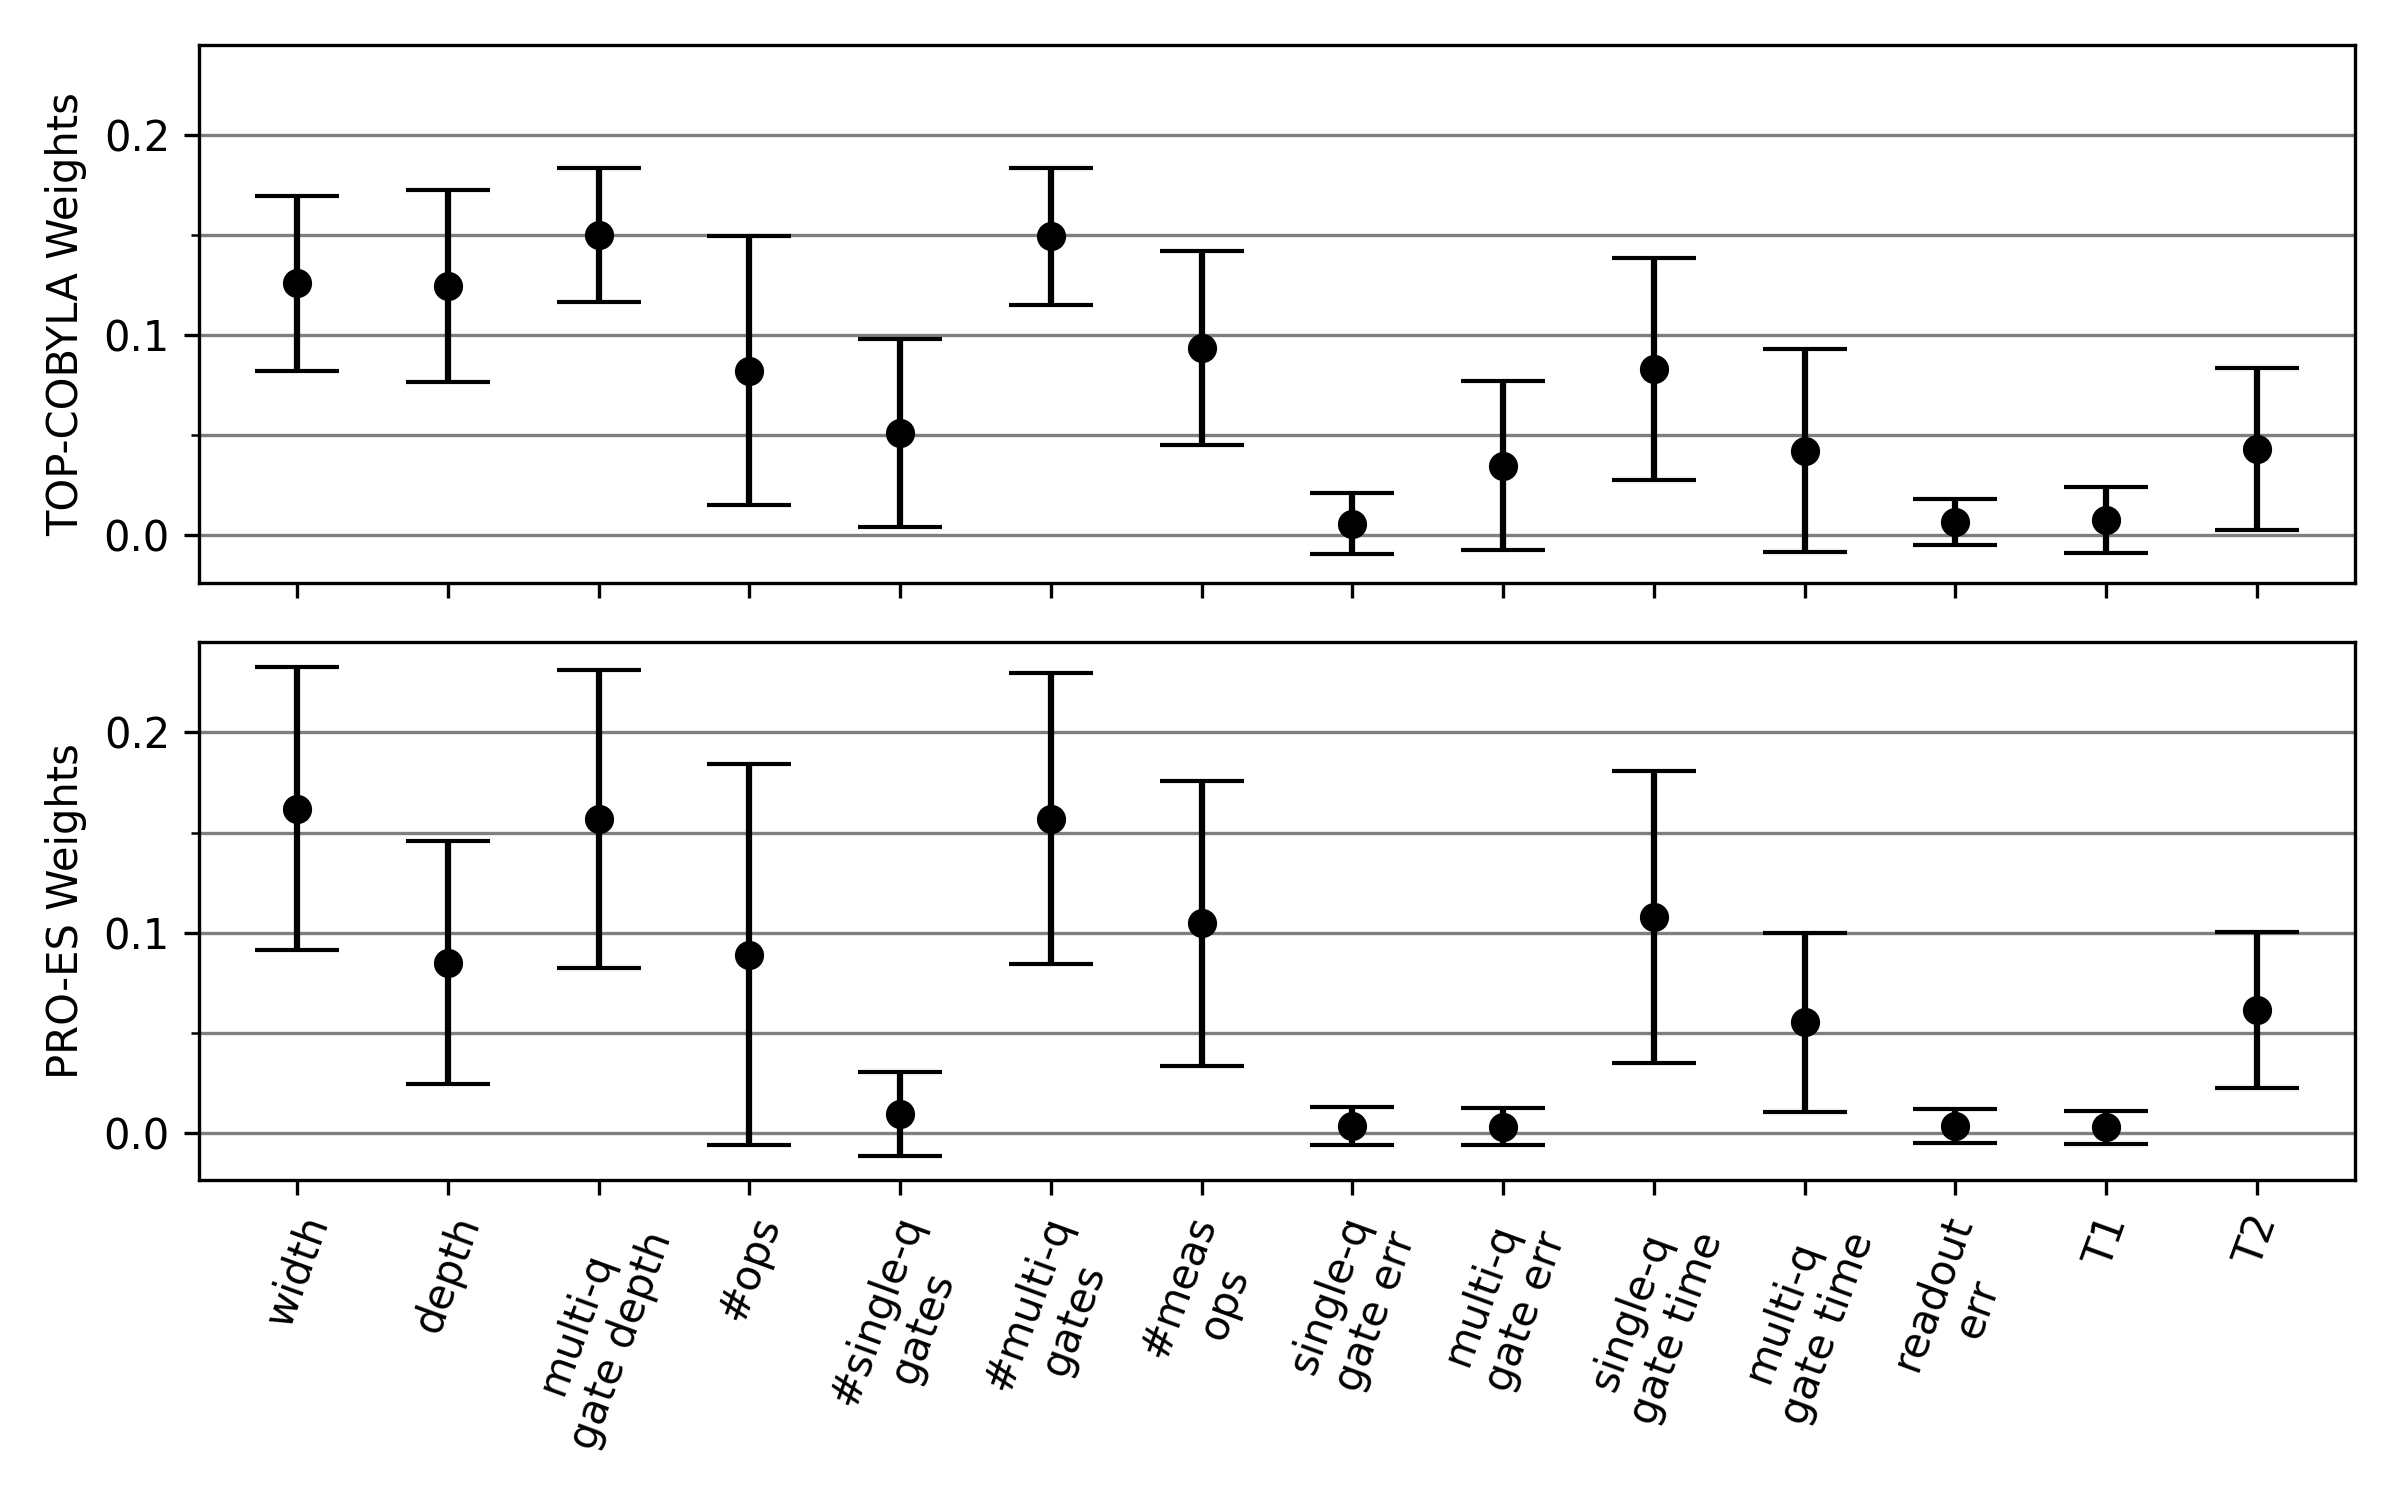 TOP-COBYLA Weights
0.2
0.1
0.0
PRO-ES Weights
0.2
0.1
0.0
width
depth
multi-q
gate depth
#ops
#single-q
gates
#multi-q
gates
#meas
ops
single-q
gate err
multi-q
gate err
single-q
gate time
multi-q
gate time
readout
err
T1
T2